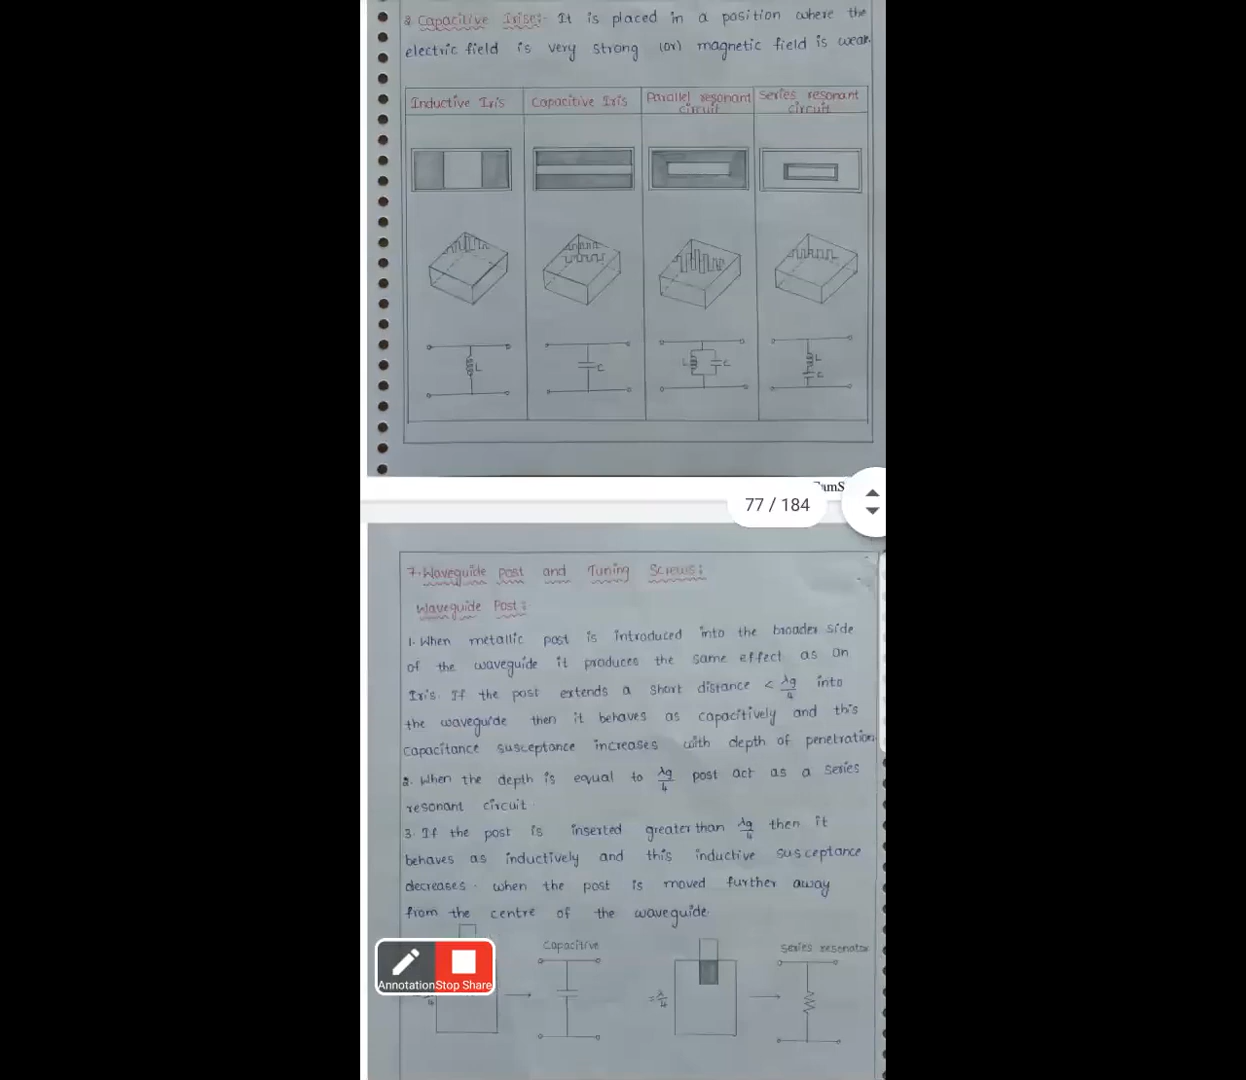 2 Capacitive Irise:- It is placed in a position where the
electric field is very strong (or) magnetic field is weak.
Inductive Iris Capacitive Iris Parallel resonant circuit Series resonant circuit
L C L C L C
CamS
77 / 184
7. Waveguide post and Tuning Screws:
Waveguide Post:
1. When metallic post is introduced into the broader side
of the waveguide it produces the same effect as an
Iris. If the post extends a short distance < λg/4 into
the waveguide then it behaves as capacitively and this
capacitance susceptance increases with depth of penetration
2. When the depth is equal to λg/4 post act as a series
resonant circuit.
3. If the post is inserted greater than λg/4 then it
behaves as inductively and this inductive susceptance
decreases. when the post is moved further away
from the centre of the waveguide.
capacitive series resonator
Annotation Stop Share
4 = λ/4